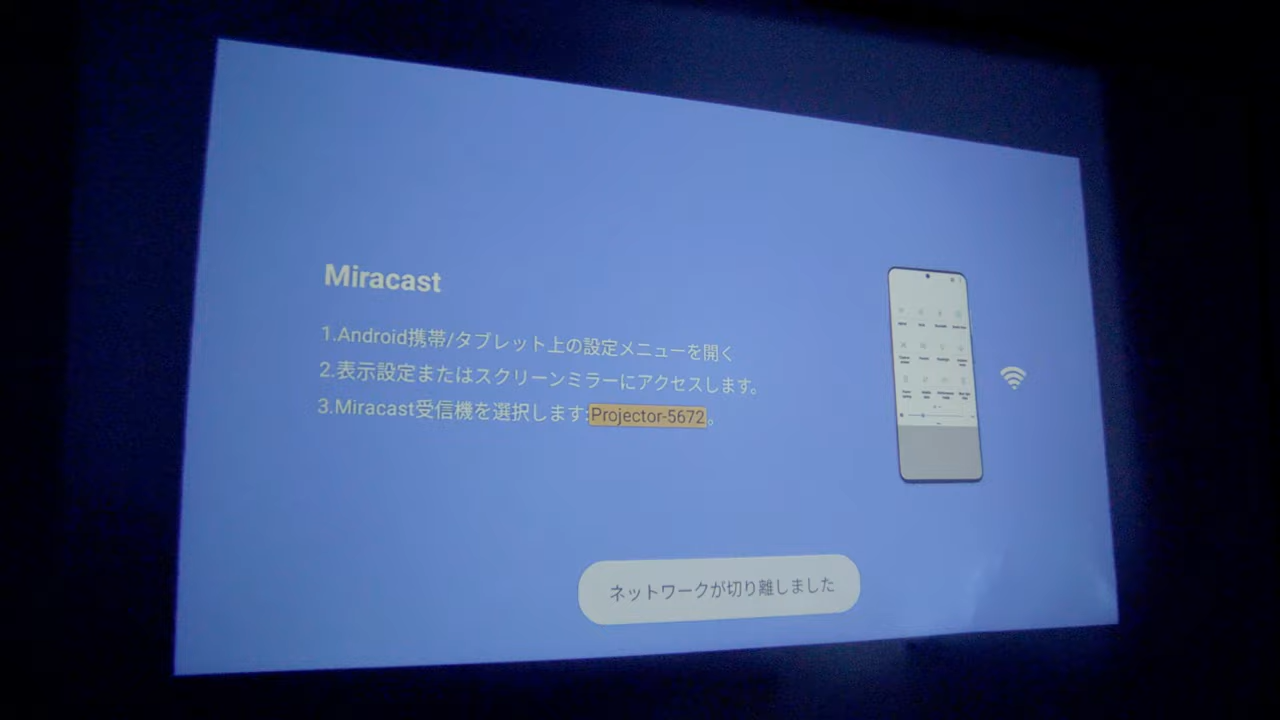 Miracast
1.Android携帯/タブレット上の設定メニューを開く
2.表示設定またはスクリーンミラーにアクセスします。
3.Miracast受信機を選択します:Projector-5672。
ネットワークが切り離しました